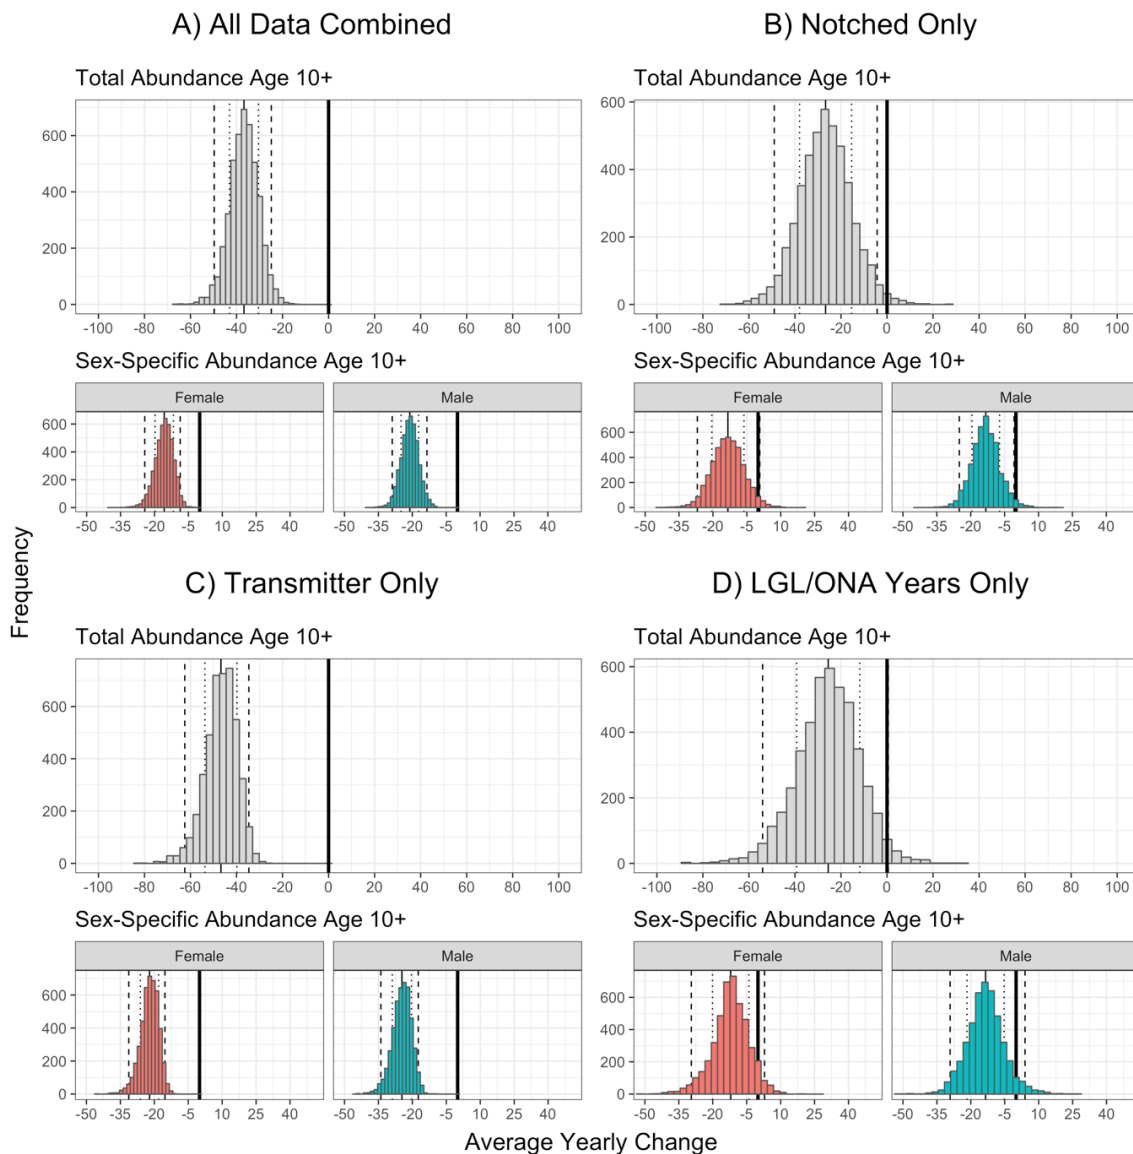 A) All Data Combined
Total Abundance Age 10+
600
400
200
0
-100 -80 -60 -40 -20 0 20 40 60 80 100
Sex-Specific Abundance Age 10+
Female Male
600
400
200
0
-50 -35 -20 -5 10 25 40 -50 -35 -20 -5 10 25 40
B) Notched Only
Total Abundance Age 10+
600
400
200
0
-100 -80 -60 -40 -20 0 20 40 60 80 100
Sex-Specific Abundance Age 10+
Female Male
600
400
200
0
-50 -35 -20 -5 10 25 40 -50 -35 -20 -5 10 25 40
Frequency
C) Transmitter Only
Total Abundance Age 10+
600
400
200
0
-100 -80 -60 -40 -20 0 20 40 60 80 100
Sex-Specific Abundance Age 10+
Female Male
600
400
200
0
-50 -35 -20 -5 10 25 40 -50 -35 -20 -5 10 25 40
D) LGL/ONA Years Only
Total Abundance Age 10+
600
400
200
0
-100 -80 -60 -40 -20 0 20 40 60 80 100
Sex-Specific Abundance Age 10+
Female Male
600
400
200
0
-50 -35 -20 -5 10 25 40 -50 -35 -20 -5 10 25 40
Average Yearly Change